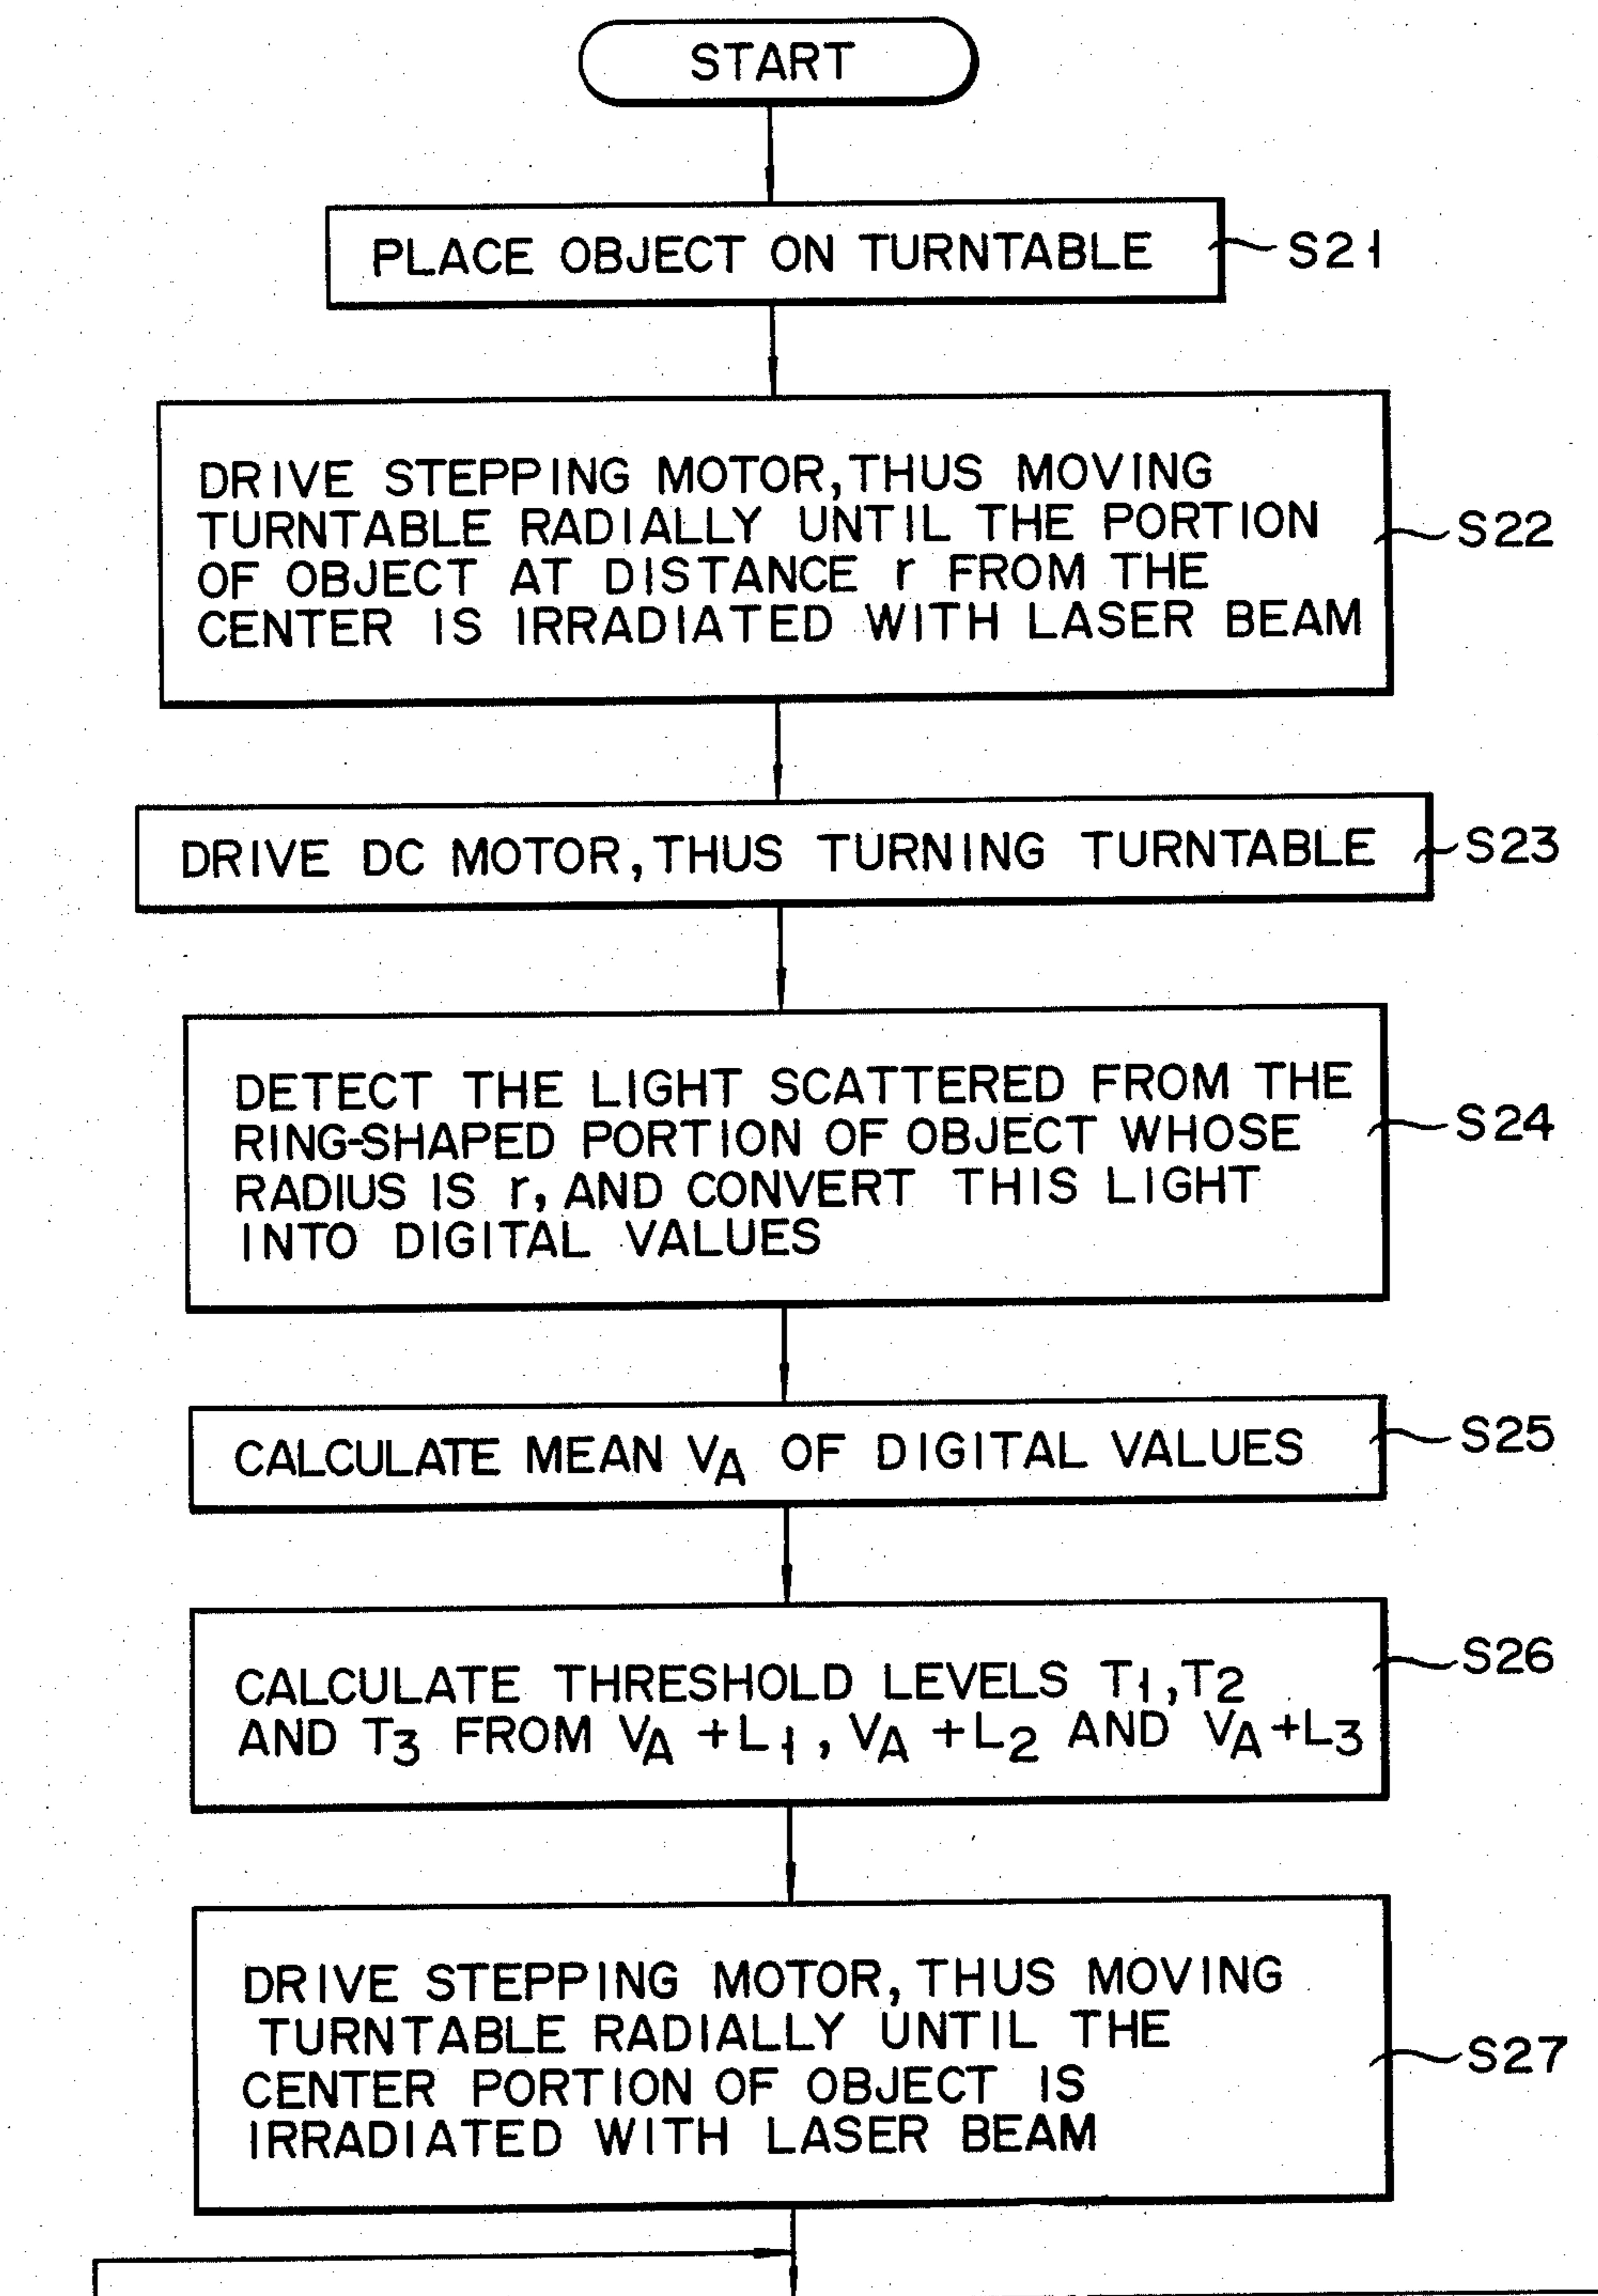 START
PLACE OBJECT ON TURNTABLE
S21
DRIVE STEPPING MOTOR, THUS MOVING
TURNTABLE RADIALLY UNTIL THE PORTION
OF OBJECT AT DISTANCE r FROM THE
CENTER IS IRRADIATED WITH LASER BEAM
S22
DRIVE DC MOTOR, THUS TURNING TURNTABLE
S23
DETECT THE LIGHT SCATTERED FROM THE
RING-SHAPED PORTION OF OBJECT WHOSE
RADIUS IS r, AND CONVERT THIS LIGHT
INTO DIGITAL VALUES
S24
CALCULATE MEAN VA OF DIGITAL VALUES
S25
CALCULATE THRESHOLD LEVELS T1, T2
AND T3 FROM VA +L1, VA +L2 AND VA +L3
S26
DRIVE STEPPING MOTOR, THUS MOVING
TURNTABLE RADIALLY UNTIL THE
CENTER PORTION OF OBJECT IS
IRRADIATED WITH LASER BEAM
S27